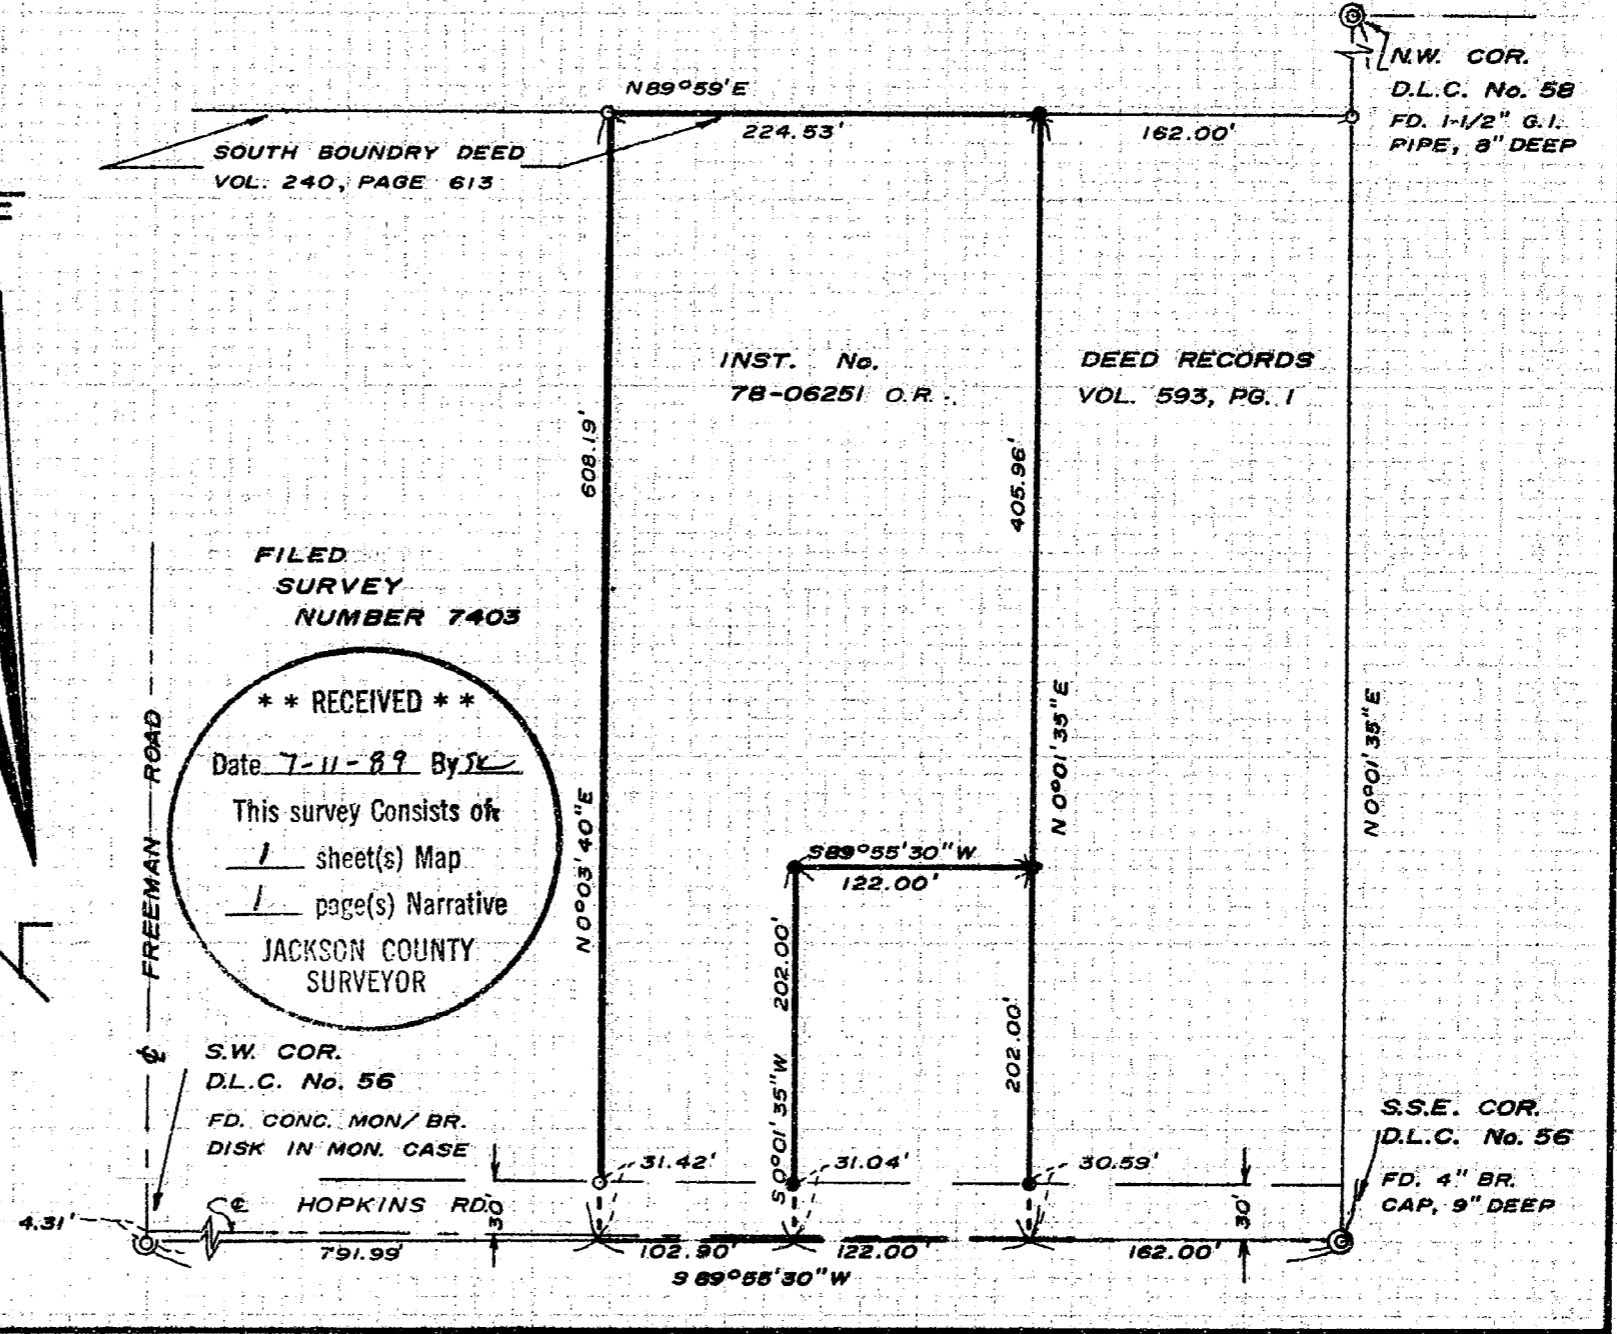 N.W. COR.
D.L.C. No. 58
FD. 1-1/2" G.I.
PIPE, 8" DEEP
N89°59'E
224.53'
162.00'
SOUTH BOUNDRY DEED
VOL. 240, PAGE 613
INST. No.
78-06251 O.R.
DEED RECORDS
VOL. 593, PG. 1
608.19'
405.96'
FILED
SURVEY
NUMBER 7403
* * RECEIVED * *
Date 7-11-89 By SK
This survey Consists of:
1 sheet(s) Map
1 page(s) Narrative
JACKSON COUNTY
SURVEYOR
FREEMAN ROAD
N 0°03'40"E
N 0°01'35"E
N 0°01'35"E
S89°55'30"W
122.00'
202.00'
S 0°01'35"W
202.00'
S.W. COR.
D.L.C. No. 56
FD. CONC. MON/BR.
DISK IN MON. CASE
S.S.E. COR.
D.L.C. No. 56
FD. 4" BR.
CAP, 9" DEEP
31.42'
31.04'
30.59'
HOPKINS RD.
30'
30'
4.31'
791.99'
102.90'
122.00'
162.00'
S 89°55'30"W